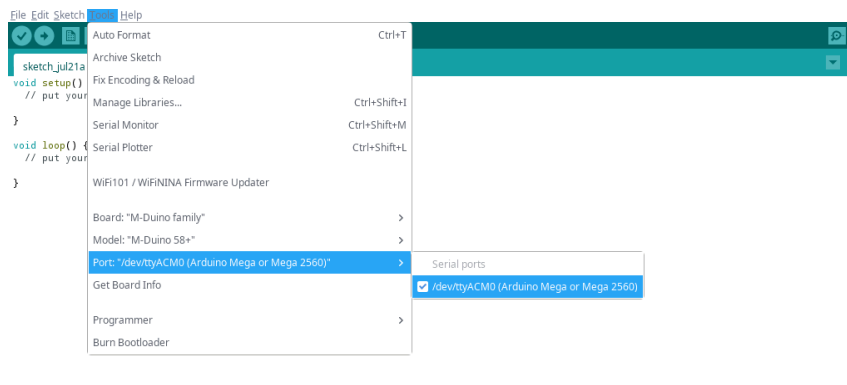 File Edit Sketch Tools Help
sketch_jul21a
void setup()
// put your
}
void loop() {
// put your
}
Auto Format Ctrl+T
Archive Sketch
Fix Encoding & Reload
Manage Libraries... Ctrl+Shift+I
Serial Monitor Ctrl+Shift+M
Serial Plotter Ctrl+Shift+L
WiFi101 / WiFiNINA Firmware Updater
Board: "M-Duino family"
Model: "M-Duino 58+"
Port: "/dev/ttyACM0 (Arduino Mega or Mega 2560)"
Get Board Info
Programmer
Burn Bootloader
Serial ports
/dev/ttyACM0 (Arduino Mega or Mega 2560)